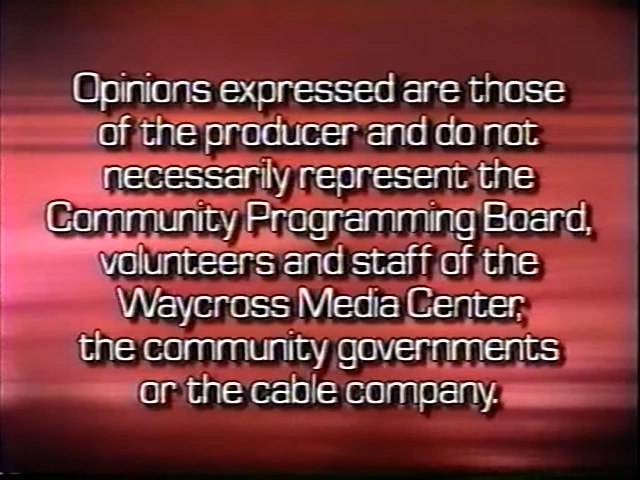 Opinions expressed are those
of the producer and do not
necessarily represent the
Community Programming Board,
volunteers and staff of the
Waycross Media Center,
the community governments
or the cable company.